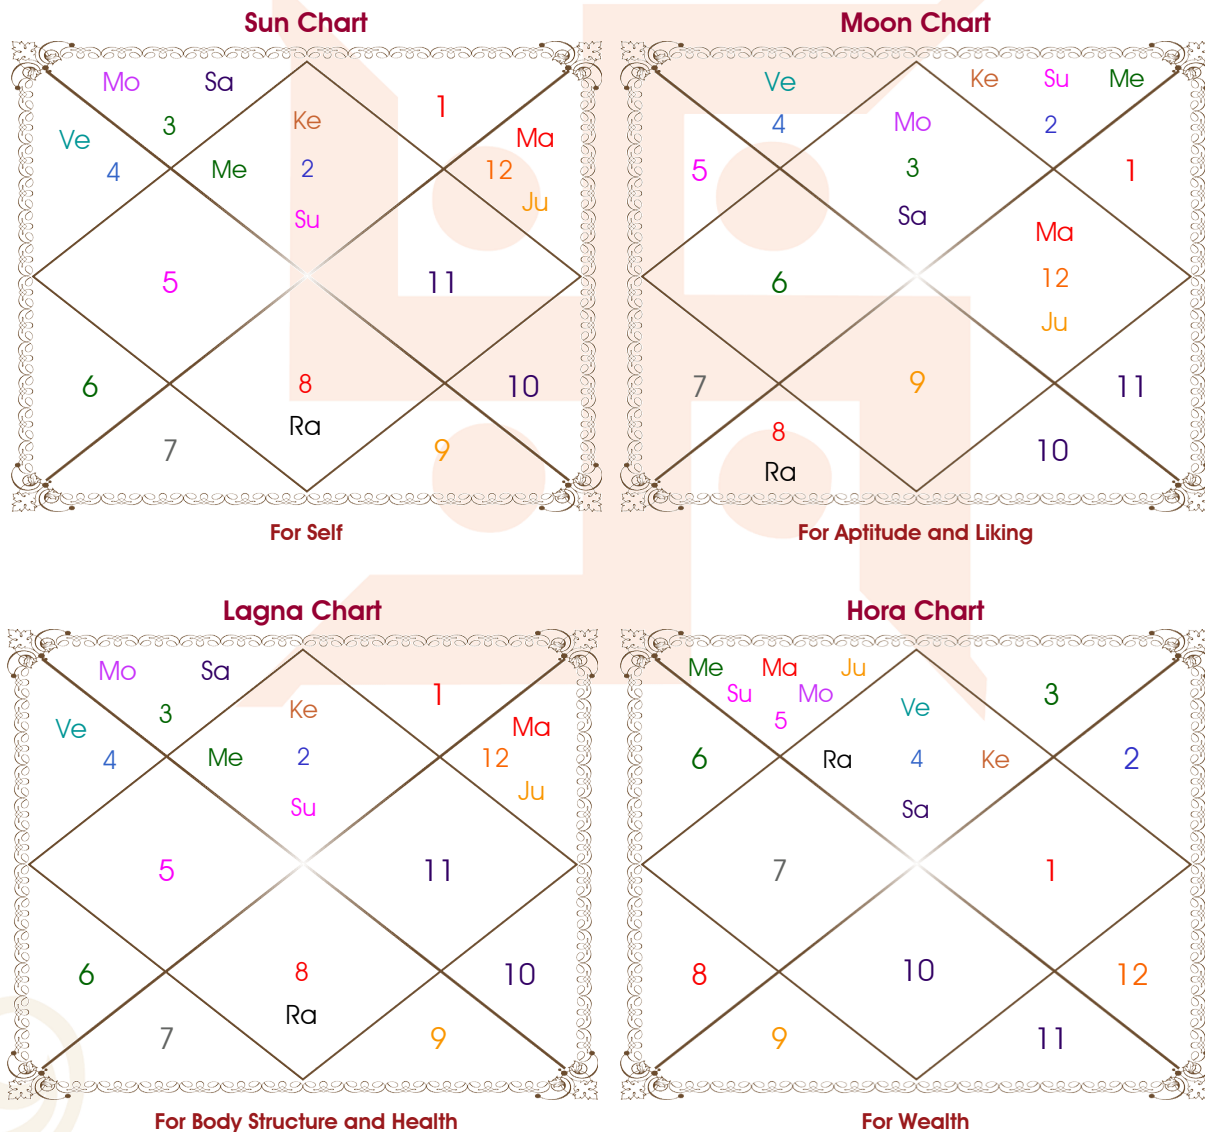 Sun Chart
Mo Sa
Ke
1
Ve
3
Ma
4
Me
2
12
Su
Ju
5
11
6
8
10
Ra
7
9
For Self
Moon Chart
Ve
Ke Su Me
4
Mo
2
5
3
1
Sa
Ma
6
12
Ju
7
9
11
8
10
Ra
For Aptitude and Liking
Lagna Chart
Mo Sa
Ke
1
Ve
3
Ma
4
Me
2
12
Su
Ju
5
11
6
8
10
Ra
7
9
For Body Structure and Health
Hora Chart
Me Ma Ju
Su Mo
5
Ve
3
6
Ra 4 Ke
2
Sa
7
1
8
10
12
9
11
For Wealth